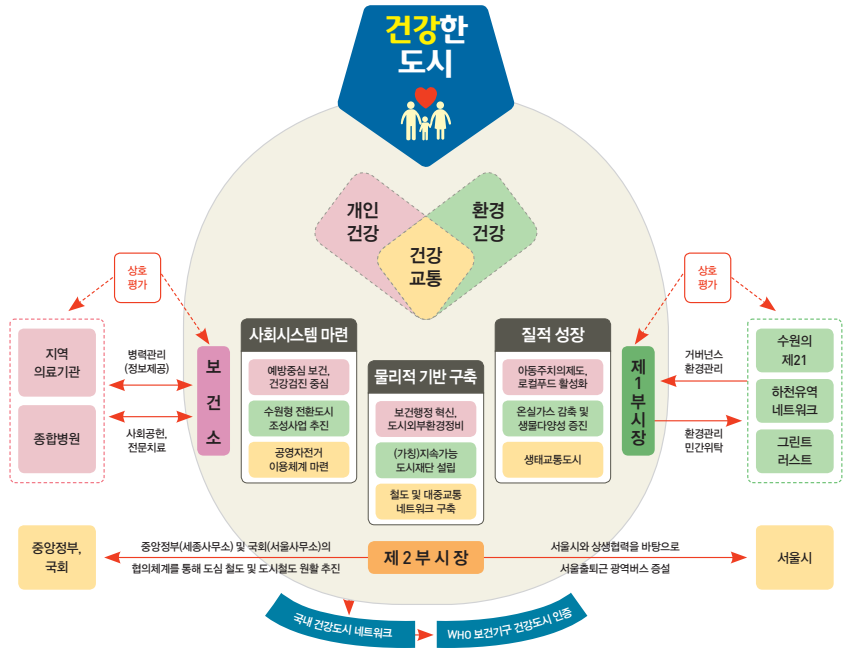 건강한
도시
개인
건강
환경
건강
건강
교통
상호
평가
상호
평가
지역
의료기관
종합병원
병력관리
(정보제공)
사회공헌,
전문치료
보건소
사회시스템 마련
예방중심 보건,
건강검진 중심
수원형 전환도시
조성사업 추진
공영자전거
이용체계 마련
물리적 기반 구축
보건행정 혁신,
도시외부환경정비
(가칭)지속가능
도시재단 설립
철도 및 대중교통
네트워크 구축
질적 성장
아동주치의제도,
로컬푸드 활성화
온실가스 감축 및
생물다양성 증진
생태교통도시
제1부시장
거버넌스
환경관리
환경관리
민간위탁
수원의
제21
하천유역
네트워크
그린트
러스트
중앙정부,
국회
중앙정부(세종사무소) 및 국회(서울사무소)의
협의체계를 통해 도심 철도 및 도시철도 원활 추진
제2부시장
서울시와 상생협력을 바탕으로
서울출퇴근 광역버스 증설
서울시
국내 건강도시 네트워크
WHO 보건기구 건강도시 인증